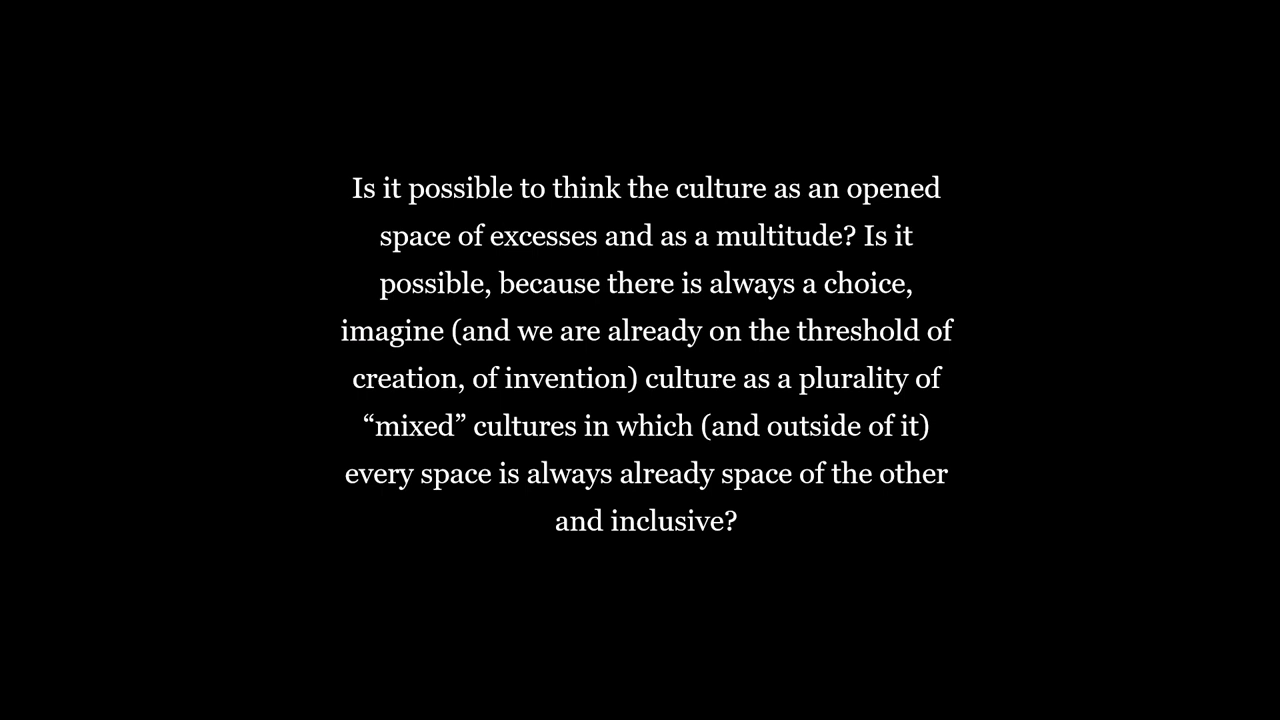 Is it possible to think the culture as an opened
space of excesses and as a multitude? Is it
possible, because there is always a choice,
imagine (and we are already on the threshold of
creation, of invention) culture as a plurality of
“mixed” cultures in which (and outside of it)
every space is always already space of the other
and inclusive?